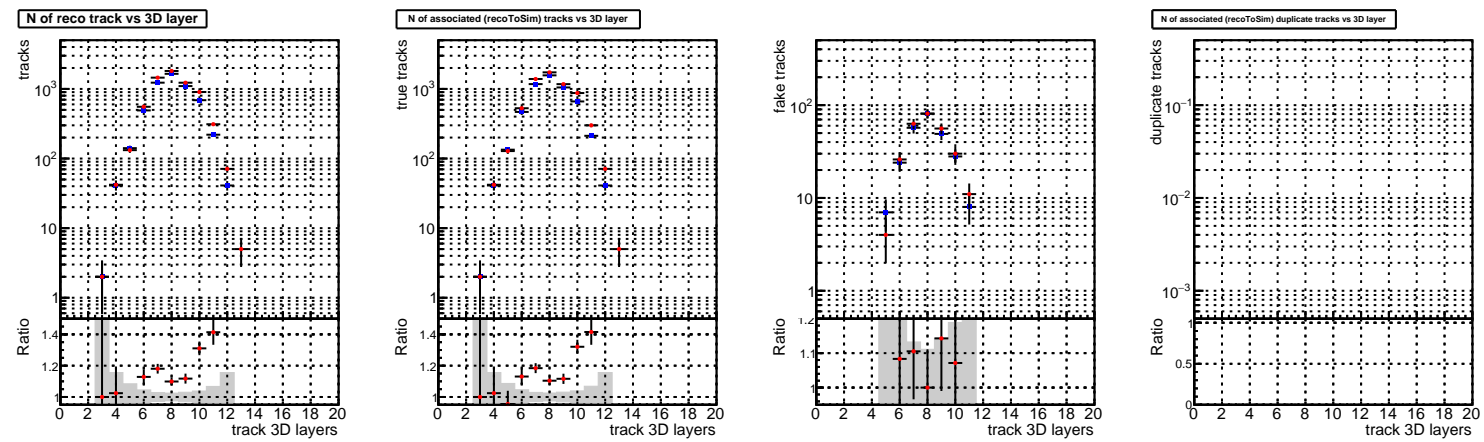 N of reco track vs 3D layer
tracks
10³
10²
10
1
Ratio
1.4
1.2
1
0 2 4 6 8 10 12 14 16 18 20
track 3D layers
N of associated (recoToSim) tracks vs 3D layer
true tracks
10³
10²
10
1
Ratio
1.4
1.2
1
0 2 4 6 8 10 12 14 16 18 20
track 3D layers
fake tracks
10²
10
1
Ratio
1.2
1.1
1
0 2 4 6 8 10 12 14 16 18 20
track 3D layers
N of associated (recoToSim) duplicate tracks vs 3D layer
duplicate tracks
10⁻¹
10⁻²
10⁻³
Ratio
1
0.5
0
0 2 4 6 8 10 12 14 16 18 20
track 3D layers